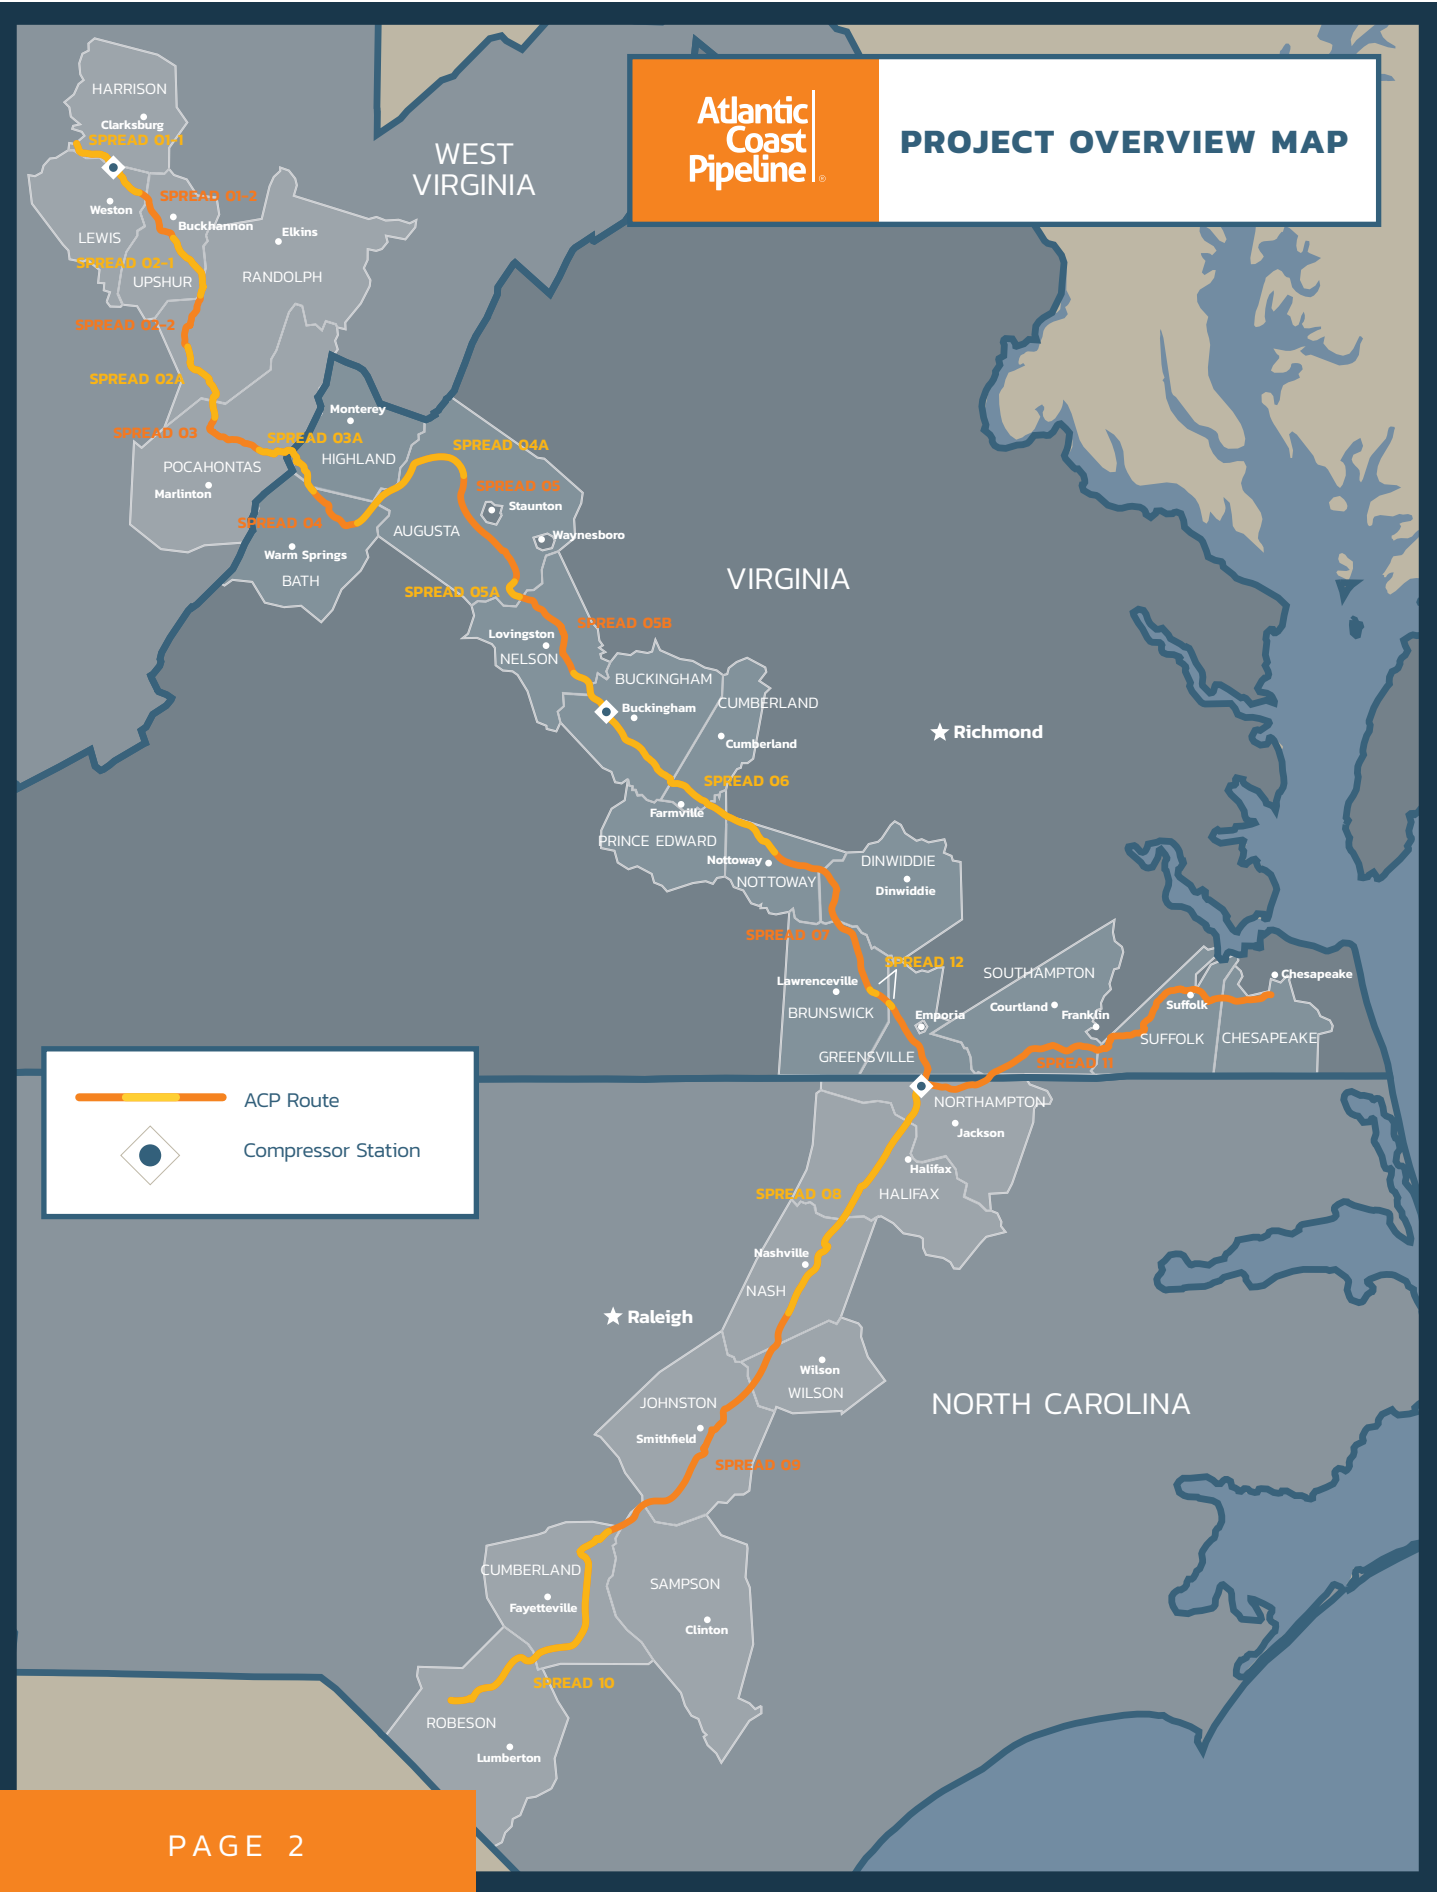 Atlantic
Coast
Pipeline
®
PROJECT OVERVIEW MAP
HARRISON
Clarksburg
SPREAD 01-1
WEST
VIRGINIA
SPREAD 01-2
Weston
Buckhannon
Elkins
LEWIS
SPREAD 02-1
UPSHUR
RANDOLPH
SPREAD 02-2
SPREAD 02A
Monterey
SPREAD 03
SPREAD 03A
SPREAD 04A
HIGHLAND
POCAHONTAS
Marlinton
SPREAD 05
Staunton
SPREAD 04
AUGUSTA
Waynesboro
Warm Springs
BATH
VIRGINIA
SPREAD 05A
SPREAD 05B
Lovingston
NELSON
BUCKINGHAM
CUMBERLAND
Buckingham
Richmond
Cumberland
SPREAD 06
Farmville
PRINCE EDWARD
Nottoway
DINWIDDIE
NOTTOWAY
Dinwiddie
SPREAD 07
SPREAD 12
SOUTHAMPTON
Chesapeake
Lawrenceville
Courtland
Suffolk
BRUNSWICK
Emporia
Franklin
SUFFOLK
CHESAPEAKE
GREENSVILLE
SPREAD 11
ACP Route
NORTHAMPTON
Jackson
Compressor Station
Halifax
SPREAD 08
HALIFAX
Nashville
NASH
Raleigh
Wilson
WILSON
JOHNSTON
NORTH CAROLINA
Smithfield
SPREAD 09
CUMBERLAND
SAMPSON
Fayetteville
Clinton
SPREAD 10
ROBESON
Lumberton
PAGE 2